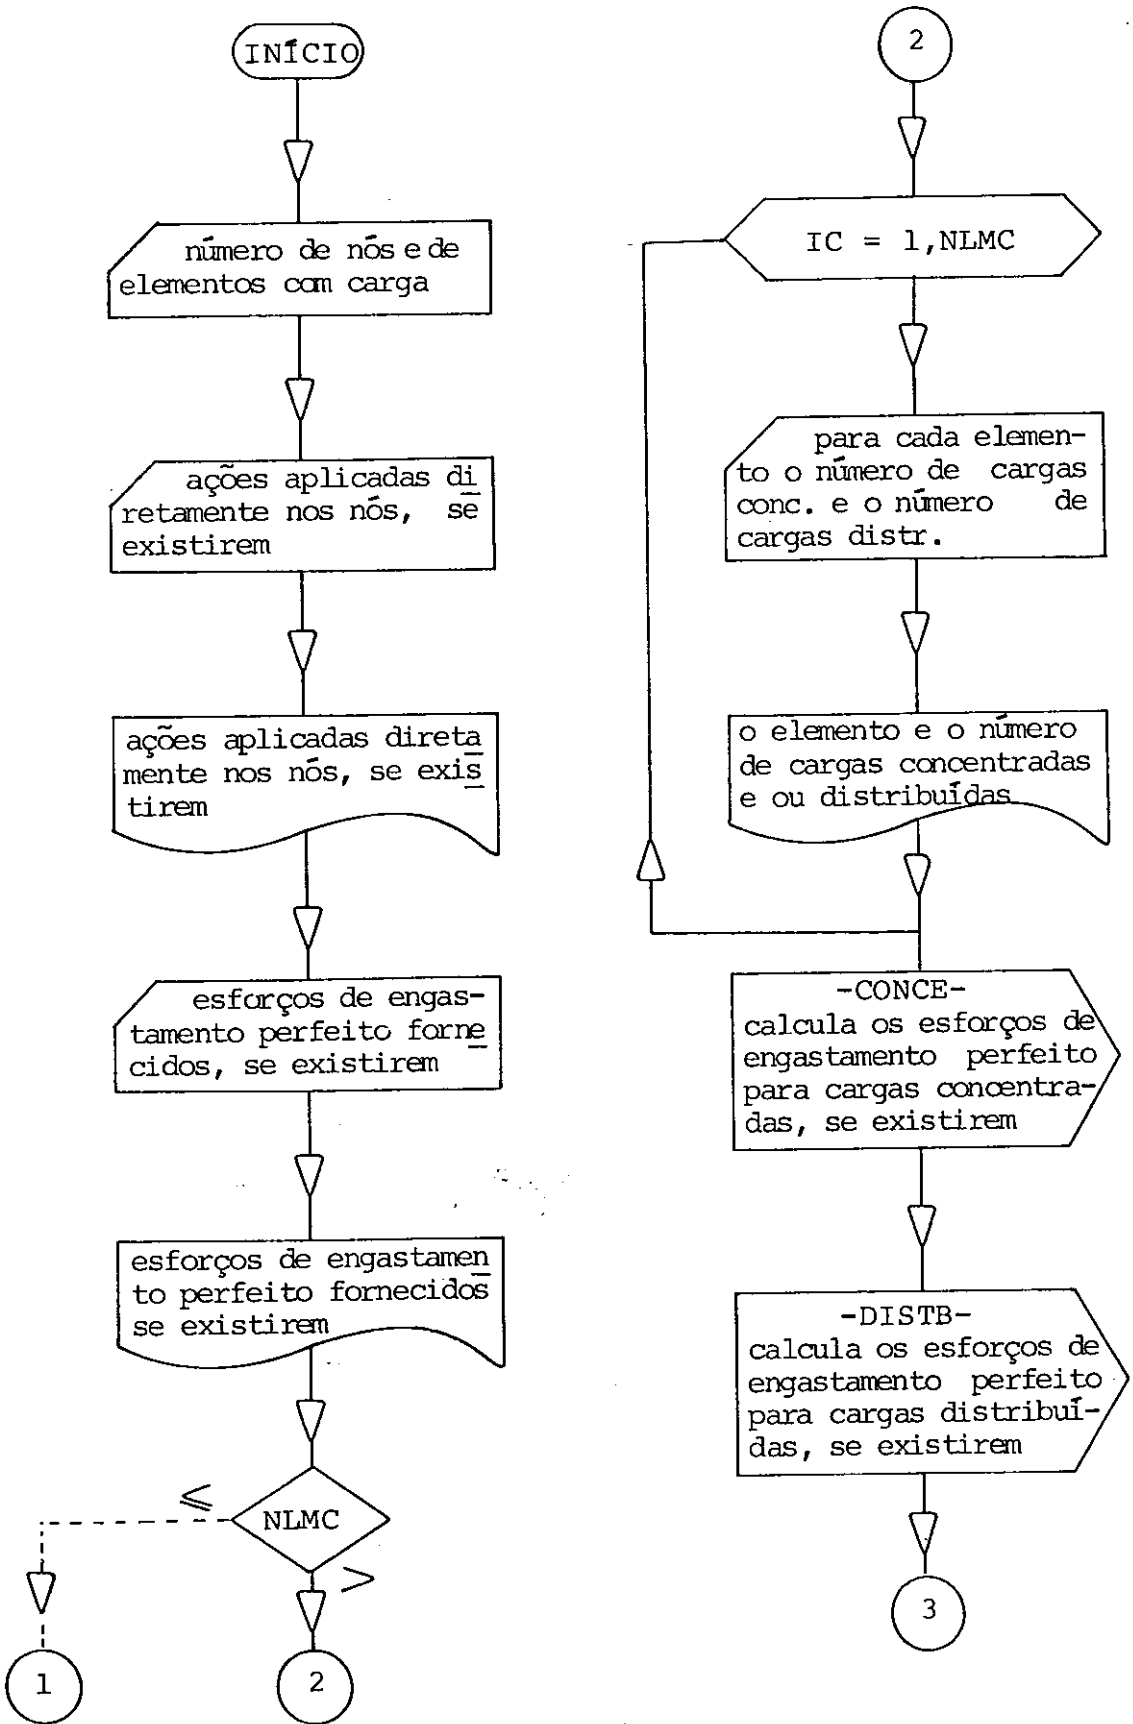 INÍCIO
número de nós e de
elementos com carga
ações aplicadas di
retamente nos nós, se
existirem
ações aplicadas direta
mente nos nós, se exis
tirem
esforços de engas-
tamento perfeito forne
cidos, se existirem
esforços de engastamen
to perfeito fornecidos
se existirem
≤
NLMC
>
1
2
2
IC = 1,NLMC
para cada elemen-
to o número de cargas
conc. e o número de
cargas distr.
o elemento e o número
de cargas concentradas
e ou distribuídas
-CONCE-
calcula os esforços de
engastamento perfeito
para cargas concentra-
das, se existirem
-DISTB-
calcula os esforços de
engastamento perfeito
para cargas distribuí-
das, se existirem
3